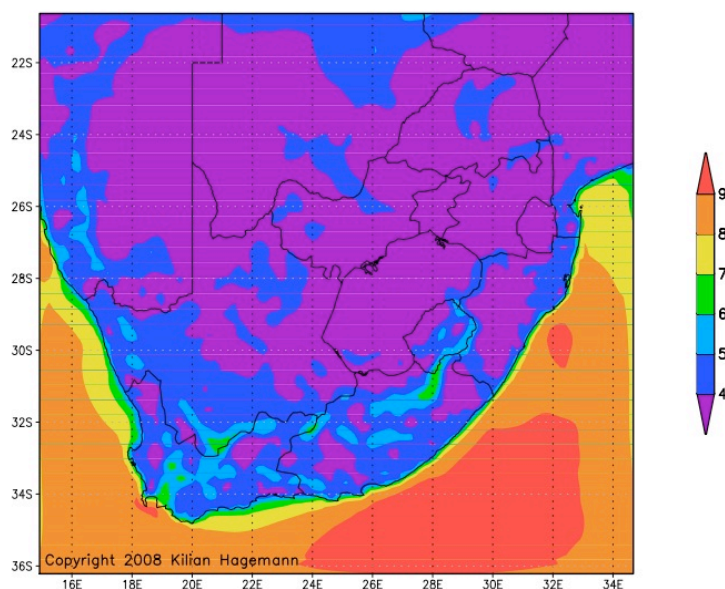 22S
24S
26S
28S
30S
32S
34S
36S
16E 18E 20E 22E 24E 26E 28E 30E 32E 34E
Copyright 2008 Kilian Hagemann
9
8
7
6
5
4